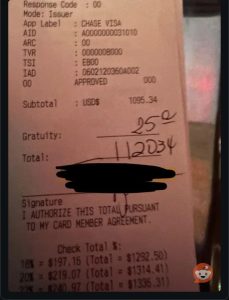 Response Code : 00
Mode: Issuer
App Label : CHASE VISA
AID : A0000000031010
ARC : 00
TVR : 0000008000
TSI : E800
IAD : 0602120360A002
00 APPROVED 000
Subtotal : USD$ 1095.34
Gratuity: 25 02
Total: 112034
Signature
I AUTHORIZE THIS TOTAL PURSUANT
TO MY CARD MEMBER AGREEMENT.
Check Total %:
18% = $197.16 (Total = $1292.50)
20% = $219.07 (Total = $1314.41)
22% = $240.97 (Total = $1336.31)